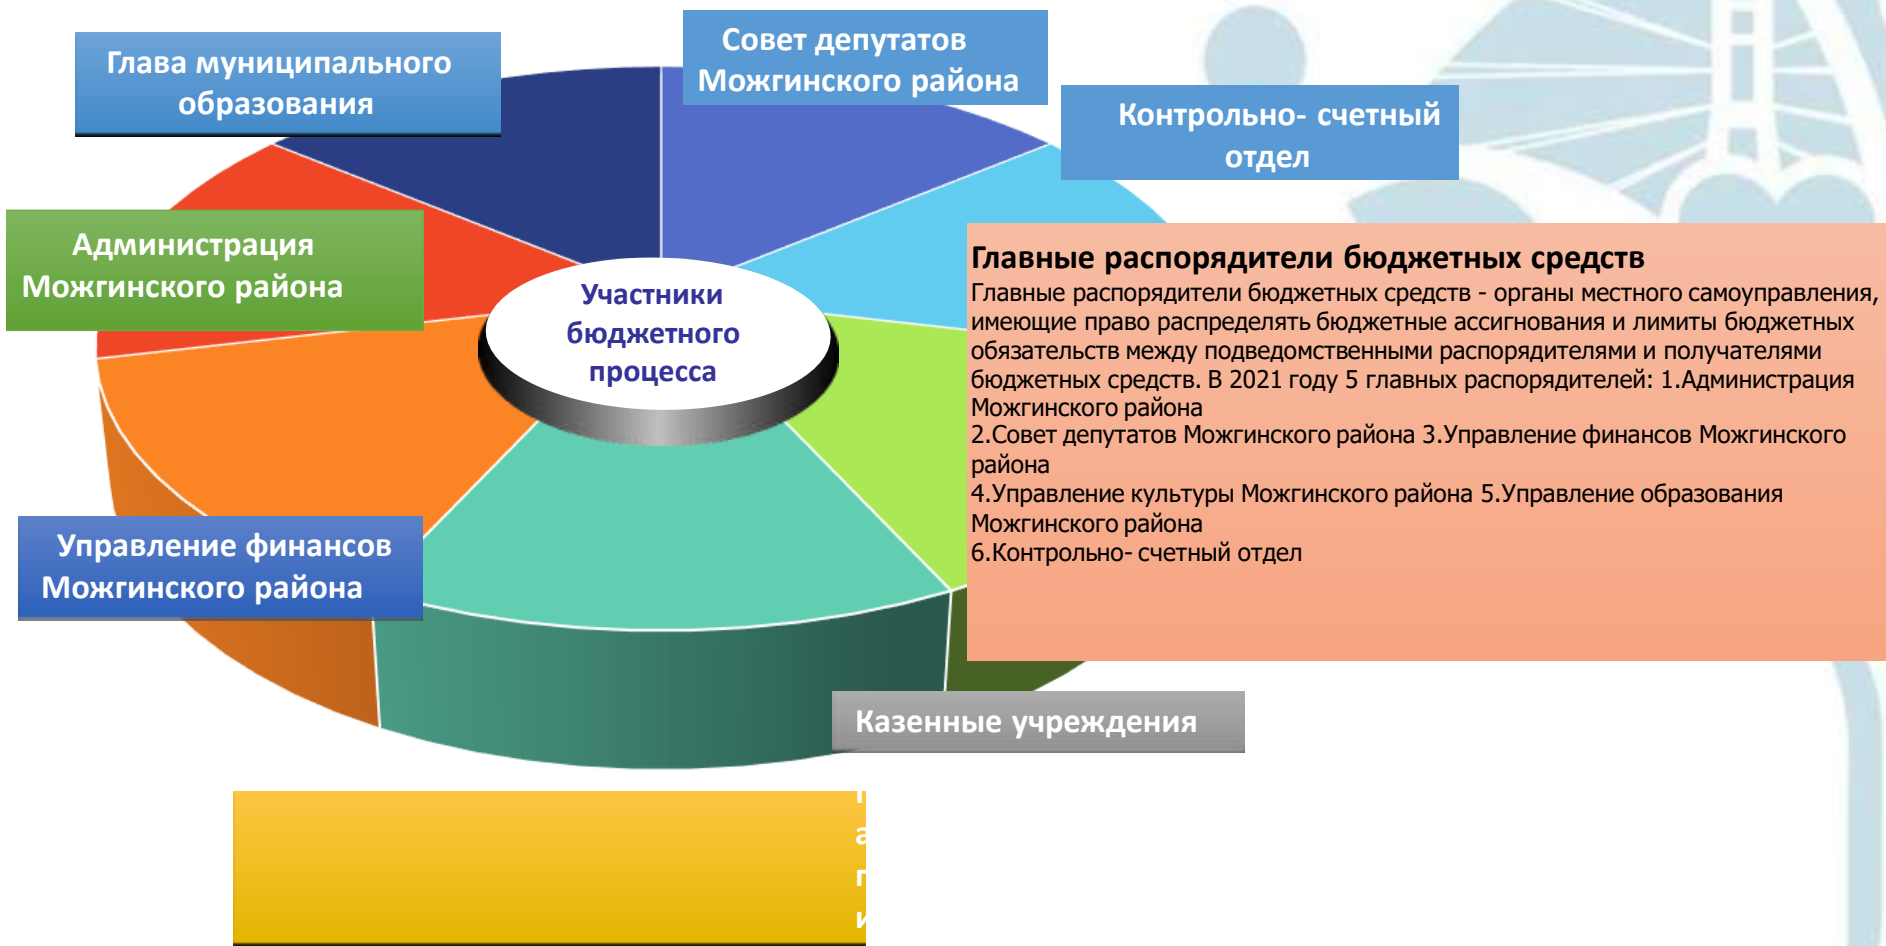 Совет депутатов
Можгинского района
Глава муниципального
образования
Контрольно- счетный
отдел
Администрация
Можгинского района
Участники
бюджетного
процесса
Главные распорядители бюджетных средств
Главные распорядители бюджетных средств - органы местного самоуправления,
имеющие право распределять бюджетные ассигнования и лимиты бюджетных
обязательств между подведомственными распорядителями и получателями
бюджетных средств. В 2021 году 5 главных распорядителей: 1.Администрация
Можгинского района
2.Совет депутатов Можгинского района 3.Управление финансов Можгинского
района
4.Управление культуры Можгинского района 5.Управление образования
Можгинского района
6.Контрольно- счетный отдел
Управление финансов
Можгинского района
Казенные учреждения